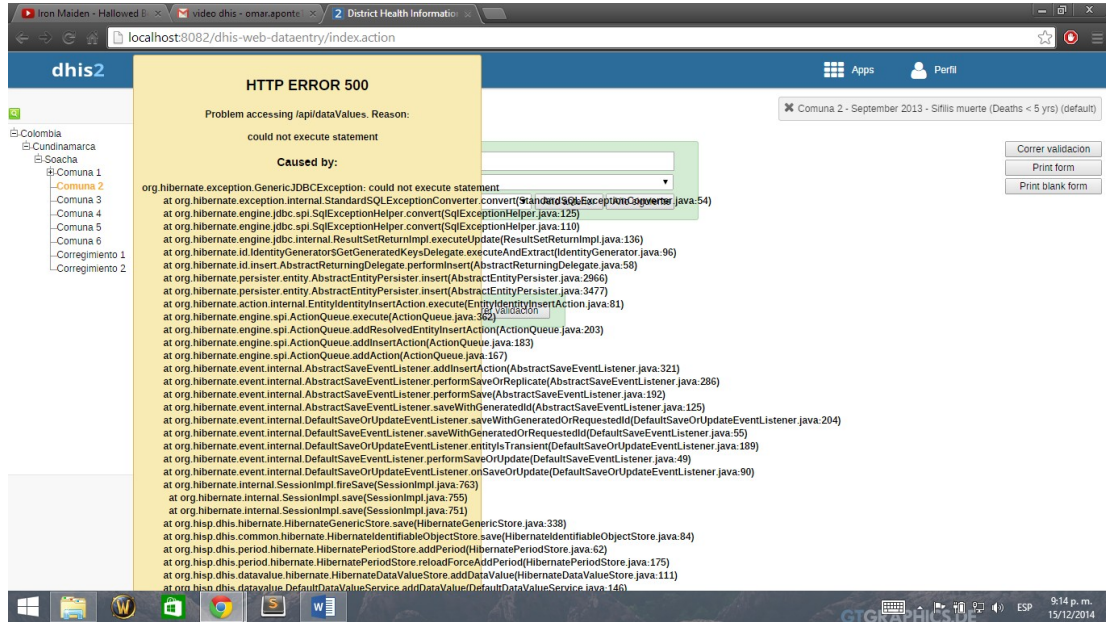 Iron Maiden - Hallowed B
video dhis - omar.aponte
District Health Informatio
localhost:8082/dhis-web-dataentry/index.action
dhis2
Apps
Perfil
Comuna 2 - September 2013 - Sifilis muerte (Deaths < 5 yrs) (default)
Colombia
Cundinamarca
Soacha
Comuna 1
Comuna 2
Comuna 3
Comuna 4
Comuna 5
Comuna 6
Corregimiento 1
Corregimiento 2
Correr validacion
Print form
Print blank form
HTTP ERROR 500
Problem accessing /api/dataValues. Reason:
could not execute statement
Caused by:
org.hibernate.exception.GenericJDBCException: could not execute statement
at org.hibernate.exception.internal.StandardSQLExceptionConverter.convert(StandardSQLExceptionConverter.java:54)
at org.hibernate.engine.jdbc.spi.SqlExceptionHelper.convert(SqlExceptionHelper.java:125)
at org.hibernate.engine.jdbc.spi.SqlExceptionHelper.convert(SqlExceptionHelper.java:110)
at org.hibernate.engine.jdbc.internal.ResultSetReturnImpl.executeUpdate(ResultSetReturnImpl.java:136)
at org.hibernate.id.IdentityGenerator$GetGeneratedKeysDelegate.executeAndExtract(IdentityGenerator.java:96)
at org.hibernate.id.insert.AbstractReturningDelegate.performInsert(AbstractReturningDelegate.java:58)
at org.hibernate.persister.entity.AbstractEntityPersister.insert(AbstractEntityPersister.java:2966)
at org.hibernate.persister.entity.AbstractEntityPersister.insert(AbstractEntityPersister.java:3477)
at org.hibernate.action.internal.EntityIdentityInsertAction.execute(EntityIdentityInsertAction.java:81)
at org.hibernate.engine.spi.ActionQueue.execute(ActionQueue.java:362)
at org.hibernate.engine.spi.ActionQueue.addResolvedEntityInsertAction(ActionQueue.java:203)
at org.hibernate.engine.spi.ActionQueue.addInsertAction(ActionQueue.java:183)
at org.hibernate.engine.spi.ActionQueue.addAction(ActionQueue.java:167)
at org.hibernate.event.internal.AbstractSaveEventListener.addInsertAction(AbstractSaveEventListener.java:321)
at org.hibernate.event.internal.AbstractSaveEventListener.performSaveOrReplicate(AbstractSaveEventListener.java:286)
at org.hibernate.event.internal.AbstractSaveEventListener.performSave(AbstractSaveEventListener.java:192)
at org.hibernate.event.internal.AbstractSaveEventListener.saveWithGeneratedId(AbstractSaveEventListener.java:125)
at org.hibernate.event.internal.DefaultSaveOrUpdateEventListener.saveWithGeneratedOrRequestedId(DefaultSaveOrUpdateEventListener.java:204)
at org.hibernate.event.internal.DefaultSaveEventListener.saveWithGeneratedOrRequestedId(DefaultSaveEventListener.java:55)
at org.hibernate.event.internal.DefaultSaveOrUpdateEventListener.entityIsTransient(DefaultSaveOrUpdateEventListener.java:189)
at org.hibernate.event.internal.DefaultSaveEventListener.performSaveOrUpdate(DefaultSaveEventListener.java:49)
at org.hibernate.event.internal.DefaultSaveOrUpdateEventListener.onSaveOrUpdate(DefaultSaveOrUpdateEventListener.java:90)
at org.hibernate.internal.SessionImpl.fireSave(SessionImpl.java:763)
at org.hibernate.internal.SessionImpl.save(SessionImpl.java:755)
at org.hibernate.internal.SessionImpl.save(SessionImpl.java:751)
at org.hisp.dhis.hibernate.HibernateGenericStore.save(HibernateGenericStore.java:338)
at org.hisp.dhis.common.hibernate.HibernateIdentifiableObjectStore.save(HibernateIdentifiableObjectStore.java:84)
at org.hisp.dhis.period.hibernate.HibernatePeriodStore.addPeriod(HibernatePeriodStore.java:62)
at org.hisp.dhis.period.hibernate.HibernatePeriodStore.reloadForceAddPeriod(HibernatePeriodStore.java:175)
at org.hisp.dhis.datavalue.hibernate.HibernateDataValueStore.addDataValue(HibernateDataValueStore.java:111)
at org.hisp.dhis.datavalue.DefaultDataValueService.addDataValue(DefaultDataValueService.java:146)
rer validacion
GTGRAPHICS.DE
ESP
9:14 p. m.
15/12/2014